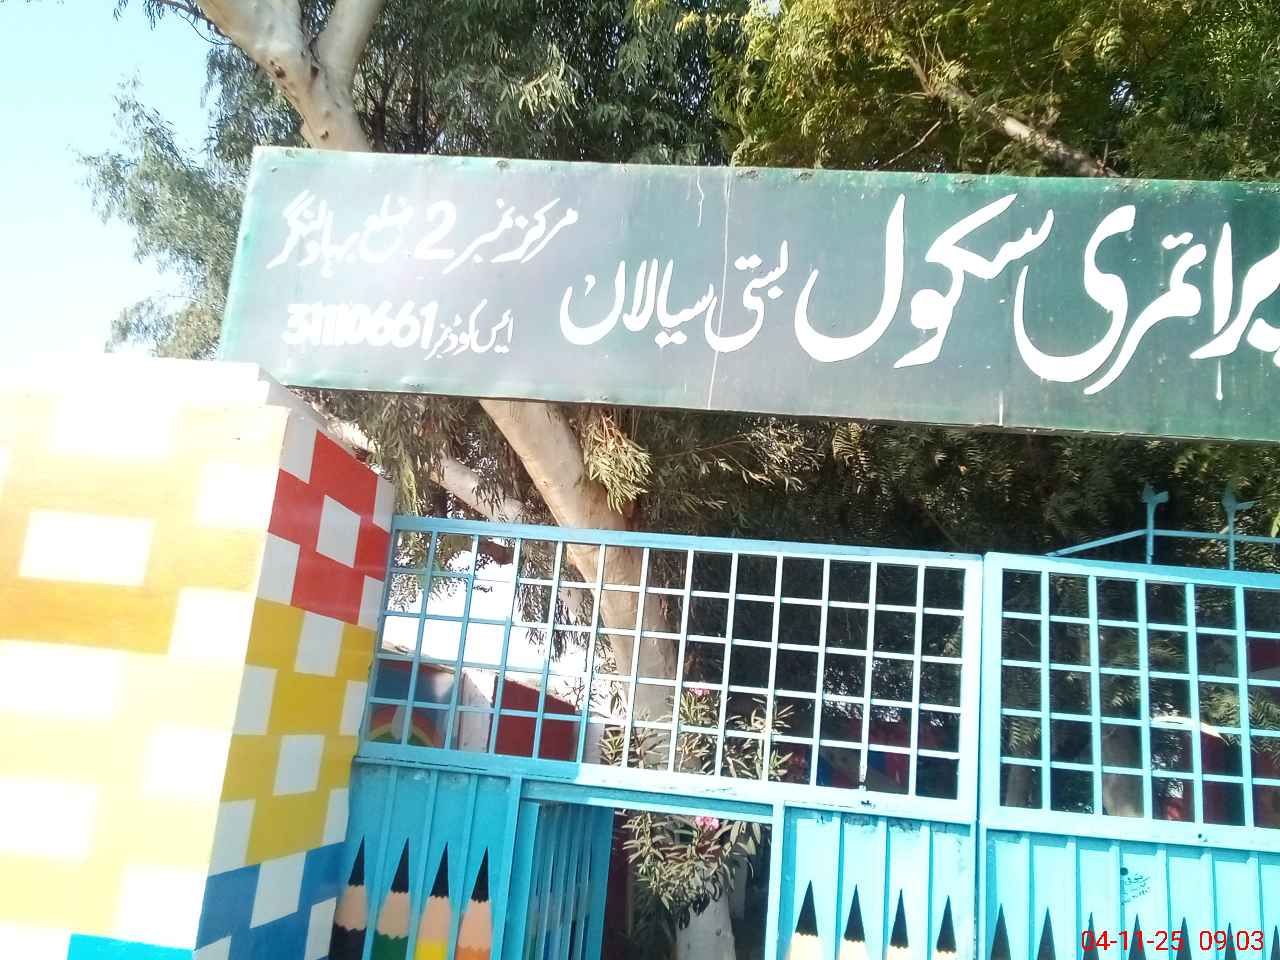 پرائمری سکول بستی سیالاں
مرکز نمبر 2 ضلع بہاولنگر
ایس کوڈ نمبر 31110661
04-11-25 09:03